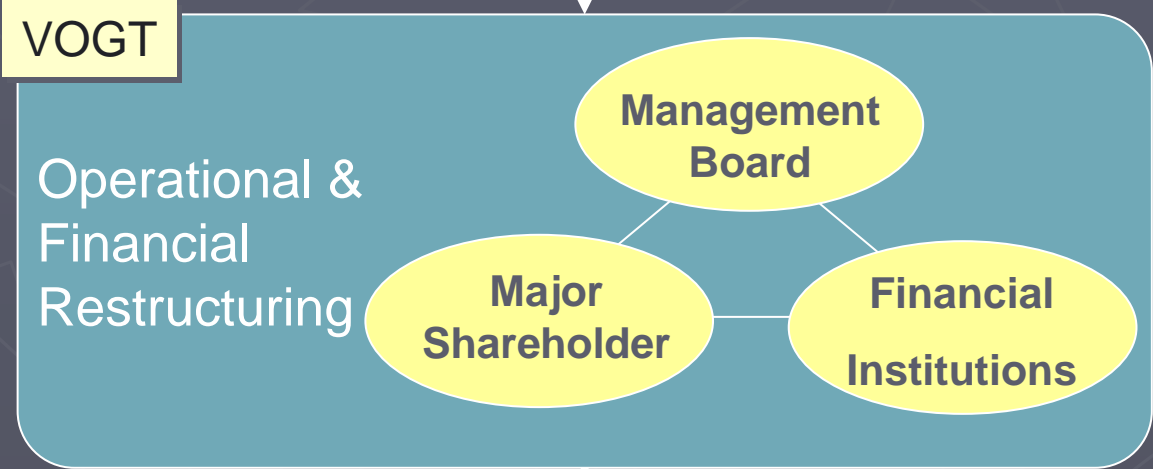 VOGT
Operational &
Financial
Restructuring
Management
Board
Major
Shareholder
Financial
Institutions